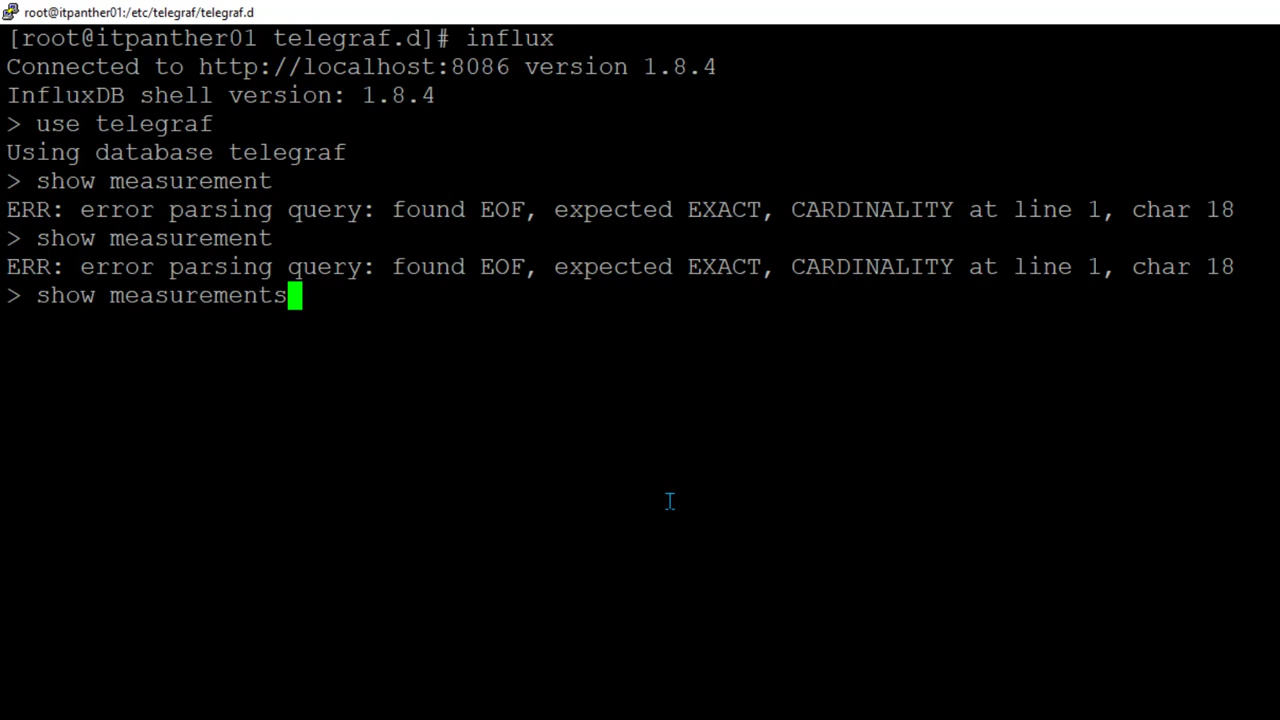 root@itpanther01:/etc/telegraf/telegraf.d
[root@itpanther01 telegraf.d]# influx
Connected to http://localhost:8086 version 1.8.4
InfluxDB shell version: 1.8.4
> use telegraf
Using database telegraf
> show measurement
ERR: error parsing query: found EOF, expected EXACT, CARDINALITY at line 1, char 18
> show measurement
ERR: error parsing query: found EOF, expected EXACT, CARDINALITY at line 1, char 18
> show measurements